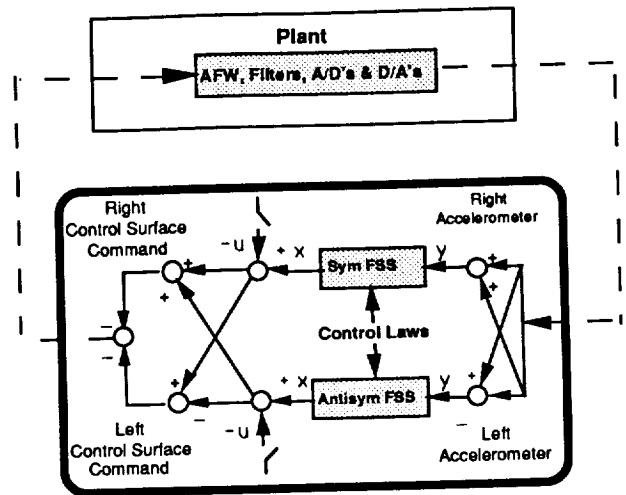 Plant
AFW, Filters, A/D's & D/A's
Right
Control Surface
Command
Right
Accelerometer
-u
+ x
Sym FSS
y
+
+
+
+
-
-
Control Laws
+
-
-u
+ x
Antisym FSS
y
+
-
Left
Control Surface
Command
Left
Accelerometer